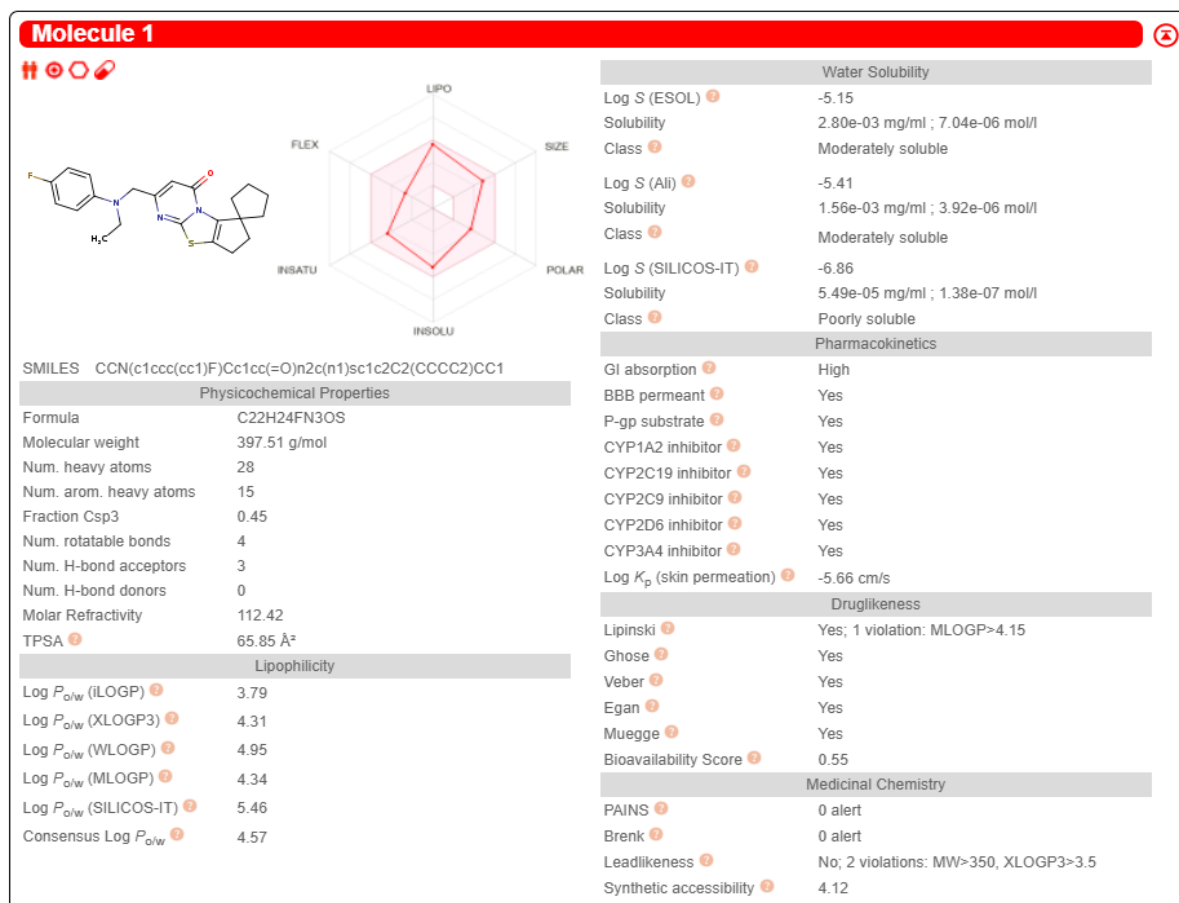 Molecule 1
LIPO
FLEX
SIZE
INSATU
POLAR
INSOLU
F
N
H₃C
N
O
N
S
SMILES CCN(c1ccc(cc1)F)Cc1cc(=O)n2c(n1)sc1c2C2(CCCC2)CC1
Physicochemical Properties
Formula C22H24FN3OS
Molecular weight 397.51 g/mol
Num. heavy atoms 28
Num. arom. heavy atoms 15
Fraction Csp3 0.45
Num. rotatable bonds 4
Num. H-bond acceptors 3
Num. H-bond donors 0
Molar Refractivity 112.42
TPSA ? 65.85 Å²
Lipophilicity
Log Po/w (iLOGP) ? 3.79
Log Po/w (XLOGP3) ? 4.31
Log Po/w (WLOGP) ? 4.95
Log Po/w (MLOGP) ? 4.34
Log Po/w (SILICOS-IT) ? 5.46
Consensus Log Po/w ? 4.57
Water Solubility
Log S (ESOL) ? -5.15
Solubility 2.80e-03 mg/ml ; 7.04e-06 mol/l
Class ? Moderately soluble
Log S (Ali) ? -5.41
Solubility 1.56e-03 mg/ml ; 3.92e-06 mol/l
Class ? Moderately soluble
Log S (SILICOS-IT) ? -6.86
Solubility 5.49e-05 mg/ml ; 1.38e-07 mol/l
Class ? Poorly soluble
Pharmacokinetics
GI absorption ? High
BBB permeant ? Yes
P-gp substrate ? Yes
CYP1A2 inhibitor ? Yes
CYP2C19 inhibitor ? Yes
CYP2C9 inhibitor ? Yes
CYP2D6 inhibitor ? Yes
CYP3A4 inhibitor ? Yes
Log Kp (skin permeation) ? -5.66 cm/s
Druglikeness
Lipinski ? Yes; 1 violation: MLOGP>4.15
Ghose ? Yes
Veber ? Yes
Egan ? Yes
Muegge ? Yes
Bioavailability Score ? 0.55
Medicinal Chemistry
PAINS ? 0 alert
Brenk ? 0 alert
Leadlikeness ? No; 2 violations: MW>350, XLOGP3>3.5
Synthetic accessibility ? 4.12